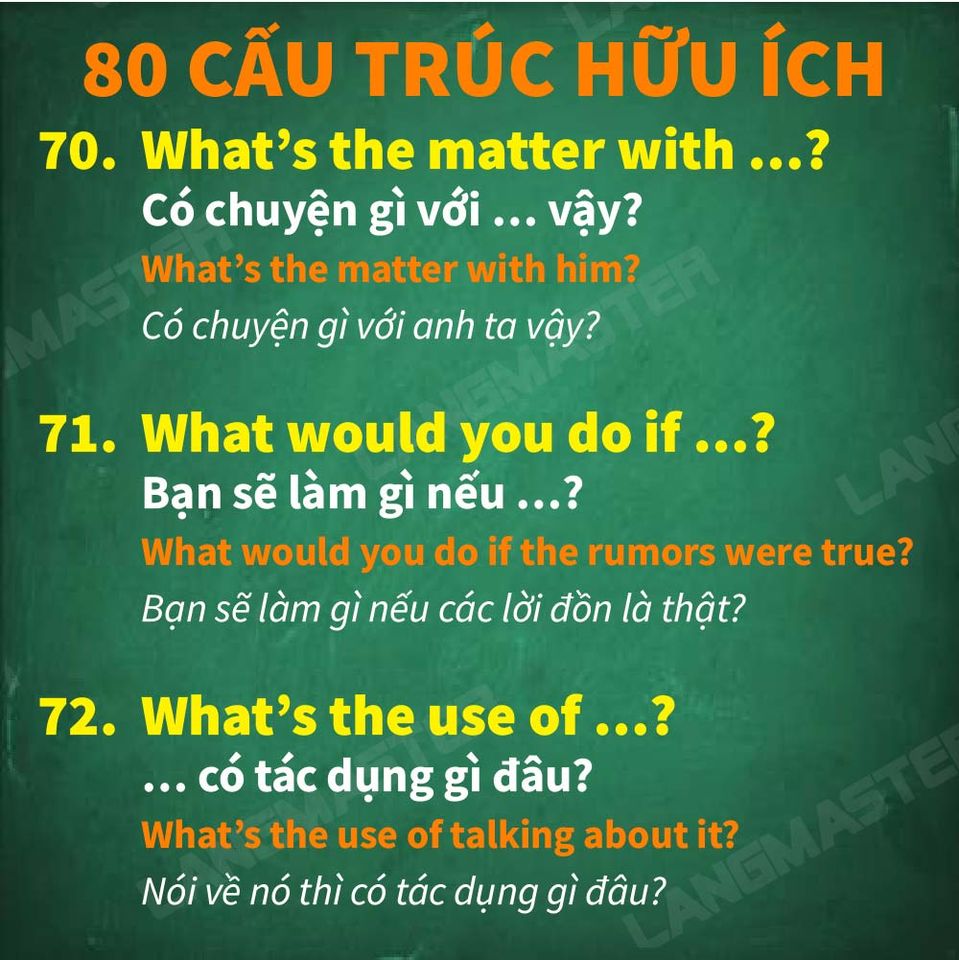 80 CẤU TRÚC HỮU ÍCH
70. What’s the matter with ...?
Có chuyện gì với ... vậy?
What’s the matter with him?
Có chuyện gì với anh ta vậy?
71. What would you do if ...?
Bạn sẽ làm gì nếu ...?
What would you do if the rumors were true?
Bạn sẽ làm gì nếu các lời đồn là thật?
72. What’s the use of ...?
... có tác dụng gì đâu?
What’s the use of talking about it?
Nói về nó thì có tác dụng gì đâu?
LANGMASTER
LANGMASTER
LANGMASTER
LANGMASTER